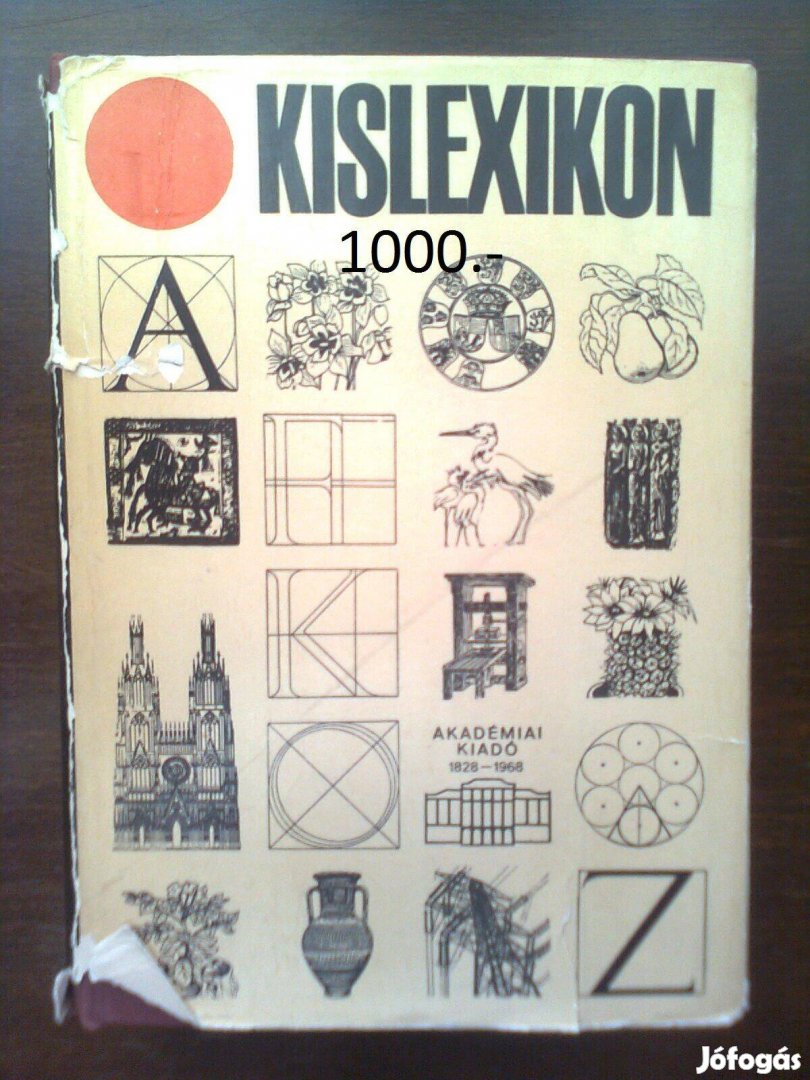 KISLEXIKON
1000.-
A
H
K
AKADÉMIAI
KIADÓ
1828–1968
O
Z
Jófogás